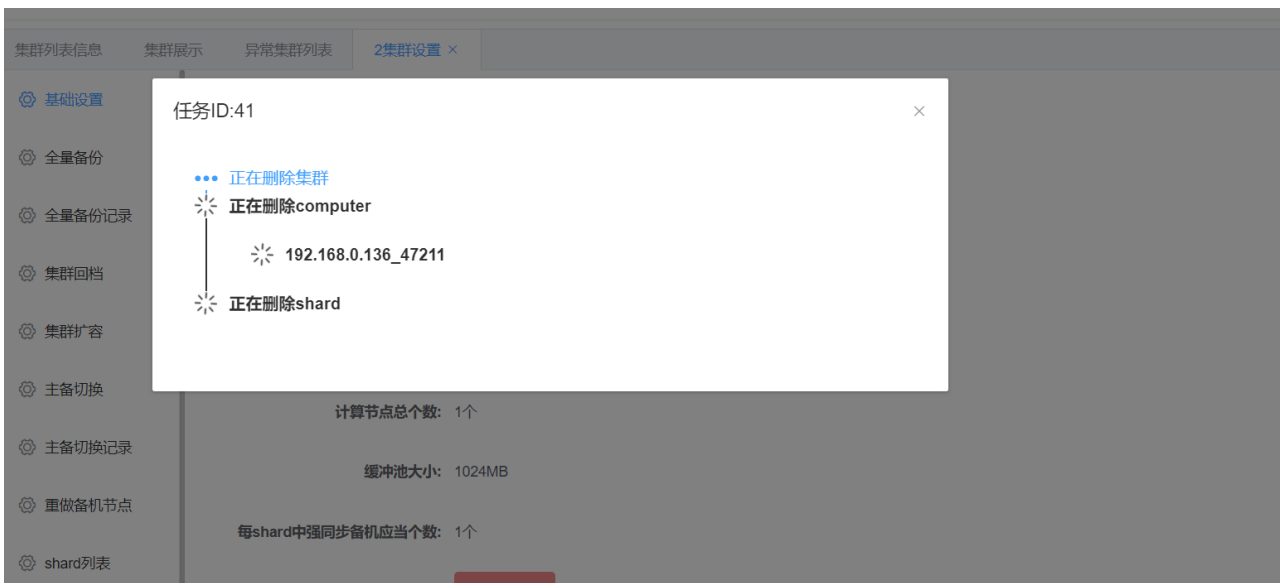 集群列表信息 集群展示 异常集群列表 2集群设置 ×
基础设置
全量备份
全量备份记录
集群回档
集群扩容
主备切换
主备切换记录
重做备机节点
shard列表
任务ID:41 ×
正在删除集群
正在删除computer
192.168.0.136_47211
正在删除shard
计算节点总个数: 1个
缓冲池大小: 1024MB
每shard中强同步备机应当个数: 1个